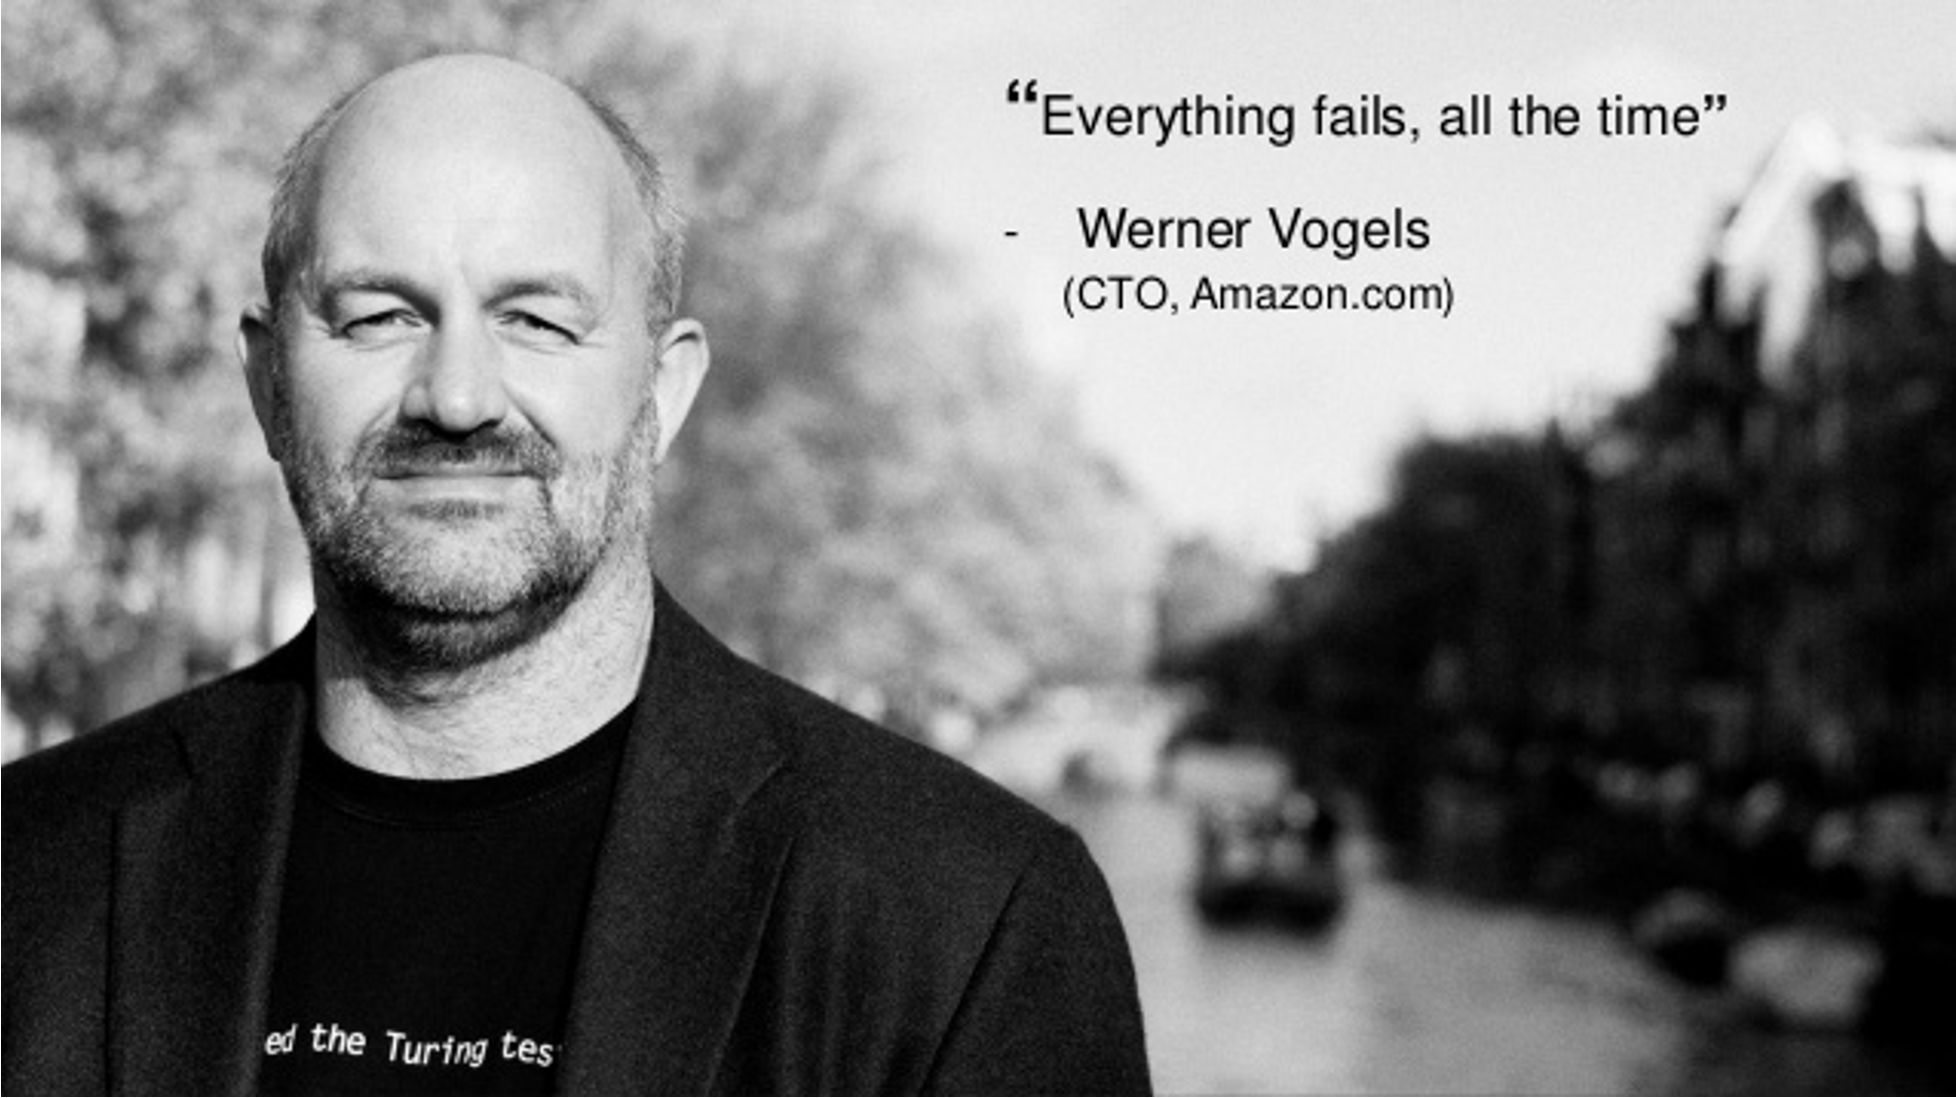 “Everything fails, all the time”
- Werner Vogels
(CTO, Amazon.com)
ed the Turing tes